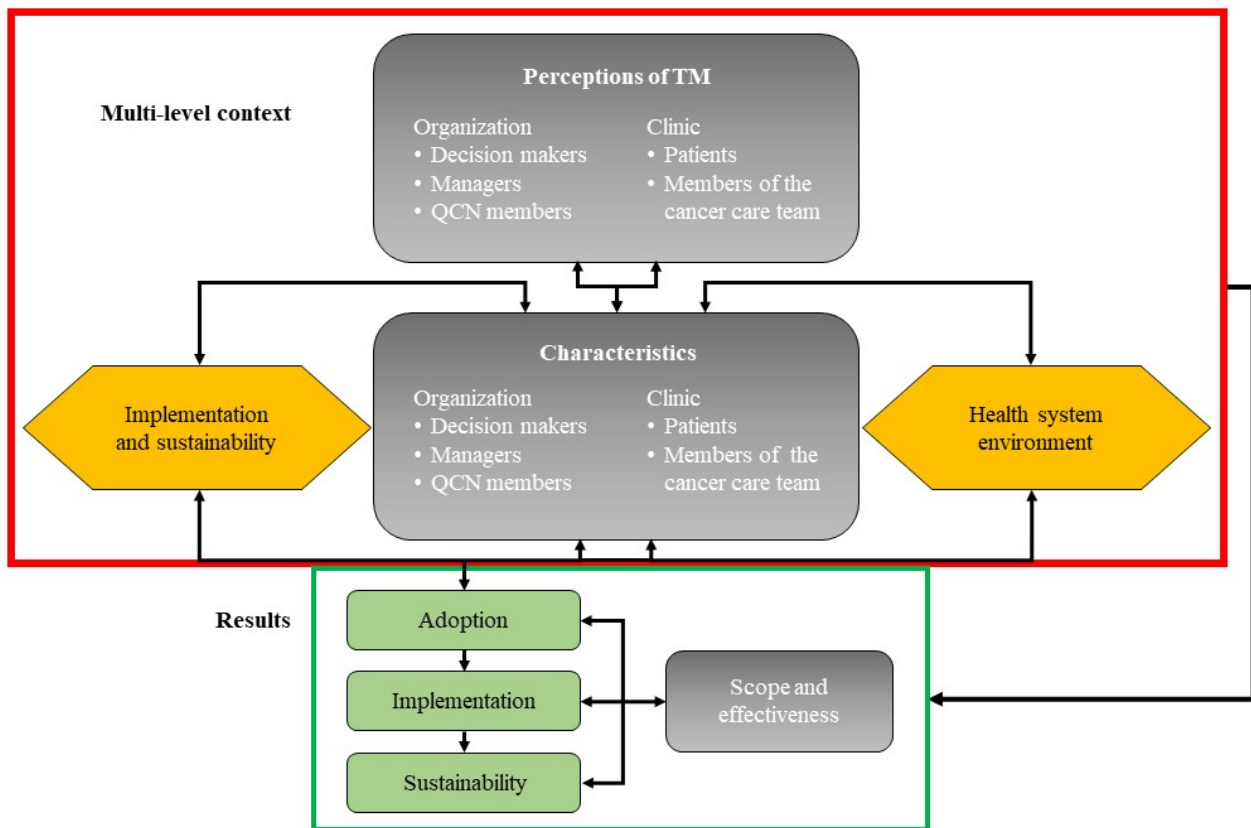 Perceptions of TM
Multi-level context
Organization
• Decision makers
• Managers
• QCN members
Clinic
• Patients
• Members of the
cancer care team
Characteristics
Organization
• Decision makers
• Managers
• QCN members
Clinic
• Patients
• Members of the
cancer care team
Implementation
and sustainability
Health system
environment
Results
Adoption
Implementation
Sustainability
Scope and
effectiveness